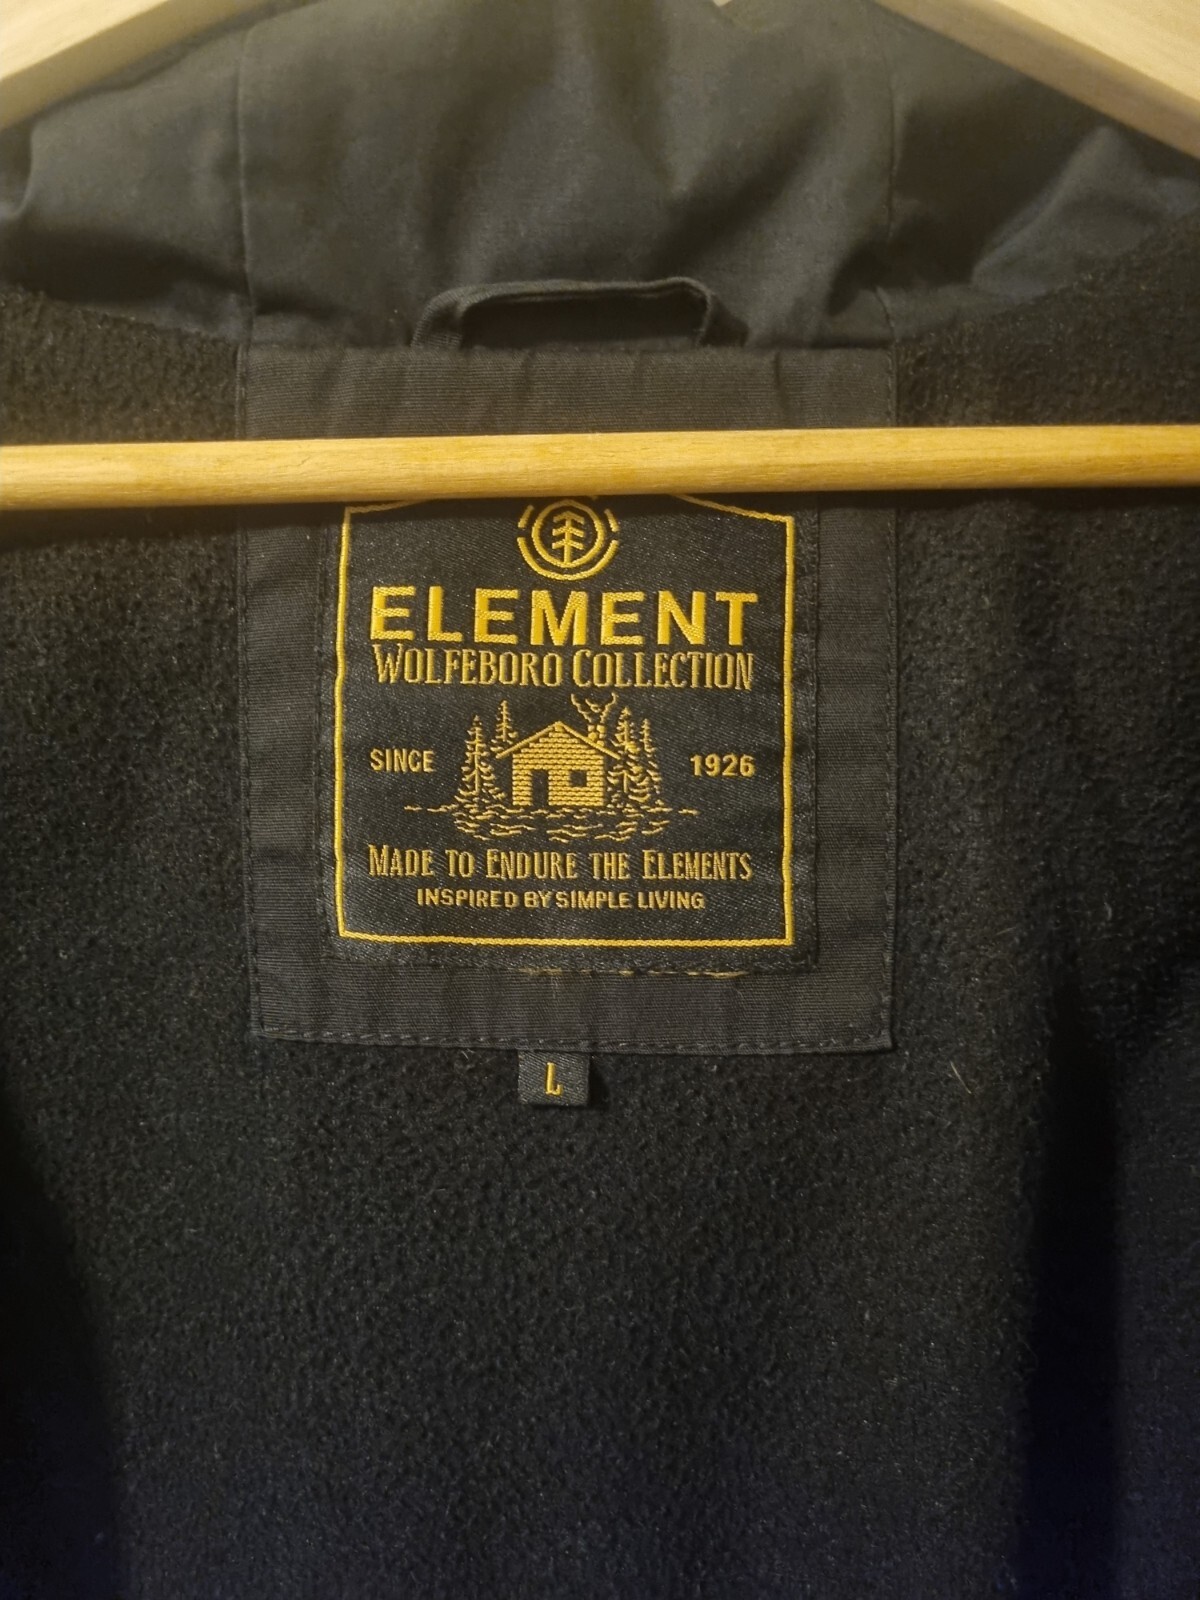 ELEMENT
WOLFEBORO COLLECTION
SINCE 1926
MADE TO ENDURE THE ELEMENTS
INSPIRED BY SIMPLE LIVING
L